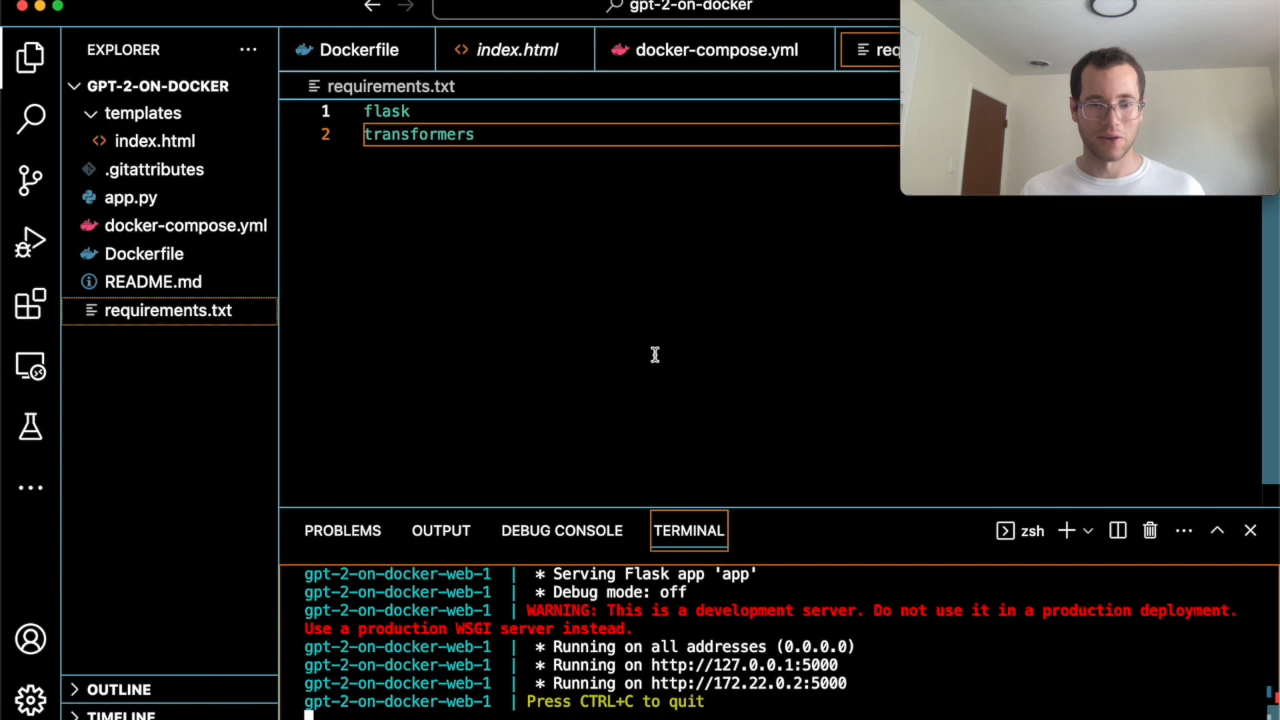 gpt-2-on-docker
EXPLORER
Dockerfile
index.html
docker-compose.yml
GPT-2-ON-DOCKER
requirements.txt
templates
1 flask
2 transformers
index.html
.gitattributes
app.py
docker-compose.yml
Dockerfile
README.md
requirements.txt
PROBLEMS OUTPUT DEBUG CONSOLE TERMINAL zsh
gpt-2-on-docker-web-1 | * Serving Flask app 'app'
gpt-2-on-docker-web-1 | * Debug mode: off
gpt-2-on-docker-web-1 | WARNING: This is a development server. Do not use it in a production deployment.
Use a production WSGI server instead.
gpt-2-on-docker-web-1 | * Running on all addresses (0.0.0.0)
gpt-2-on-docker-web-1 | * Running on http://127.0.0.1:5000
gpt-2-on-docker-web-1 | * Running on http://172.22.0.2:5000
gpt-2-on-docker-web-1 | Press CTRL+C to quit
OUTLINE
TIMELINE